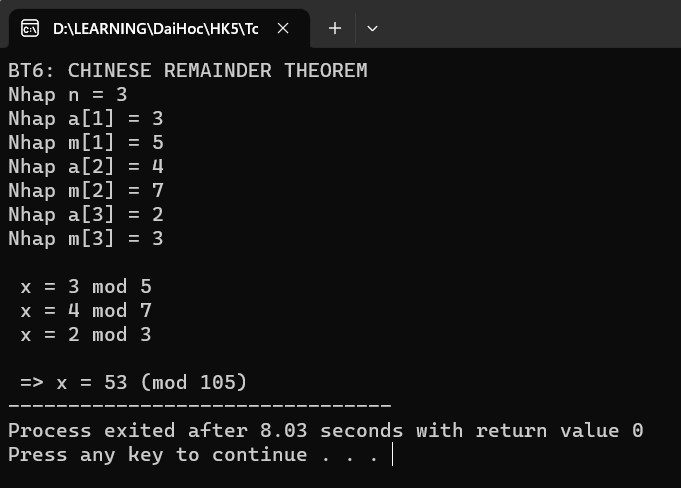 D:\LEARNING\DaiHoc\HK5\Tc
BT6: CHINESE REMAINDER THEOREM
Nhap n = 3
Nhap a[1] = 3
Nhap m[1] = 5
Nhap a[2] = 4
Nhap m[2] = 7
Nhap a[3] = 2
Nhap m[3] = 3
x = 3 mod 5
x = 4 mod 7
x = 2 mod 3
=> x = 53 (mod 105)
--------------------------------
Process exited after 8.03 seconds with return value 0
Press any key to continue . . .